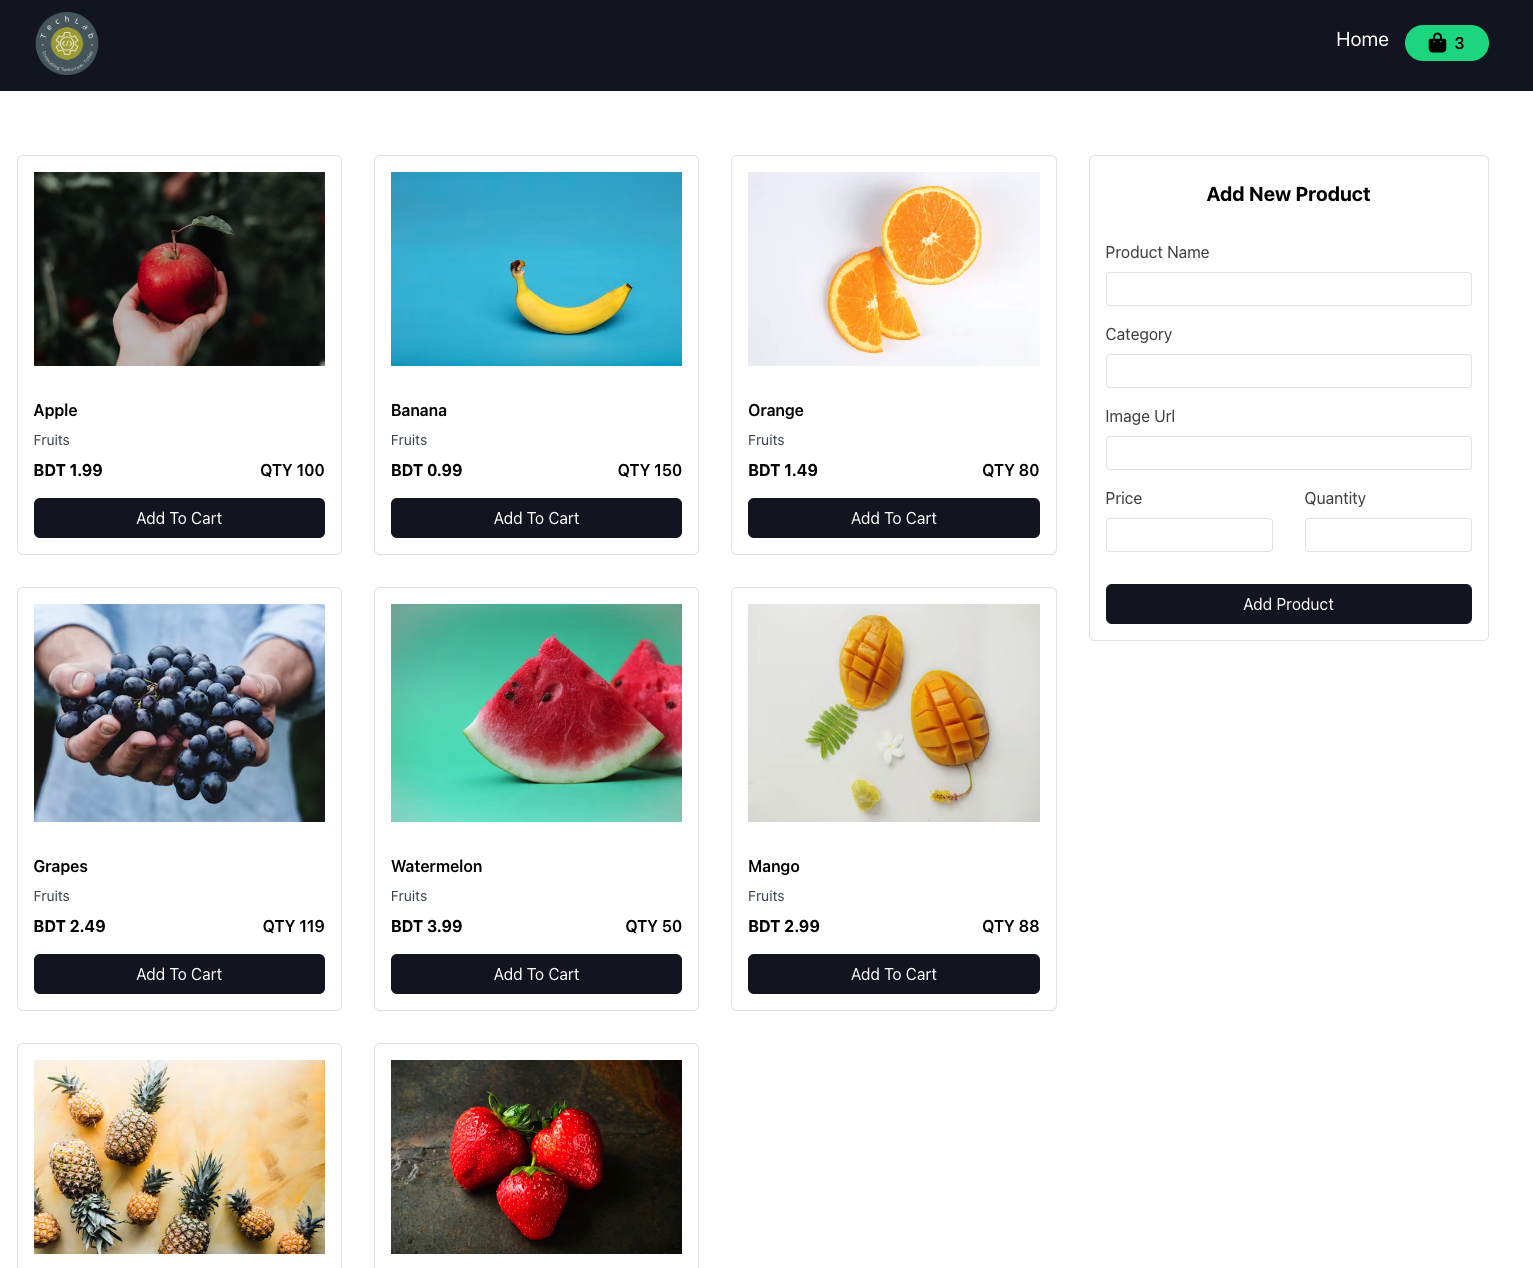 TechLab
Home
3
Apple
Fruits
BDT 1.99 QTY 100
Add To Cart
Banana
Fruits
BDT 0.99 QTY 150
Add To Cart
Orange
Fruits
BDT 1.49 QTY 80
Add To Cart
Grapes
Fruits
BDT 2.49 QTY 119
Add To Cart
Watermelon
Fruits
BDT 3.99 QTY 50
Add To Cart
Mango
Fruits
BDT 2.99 QTY 88
Add To Cart
Add New Product
Product Name
Category
Image Url
Price Quantity
Add Product